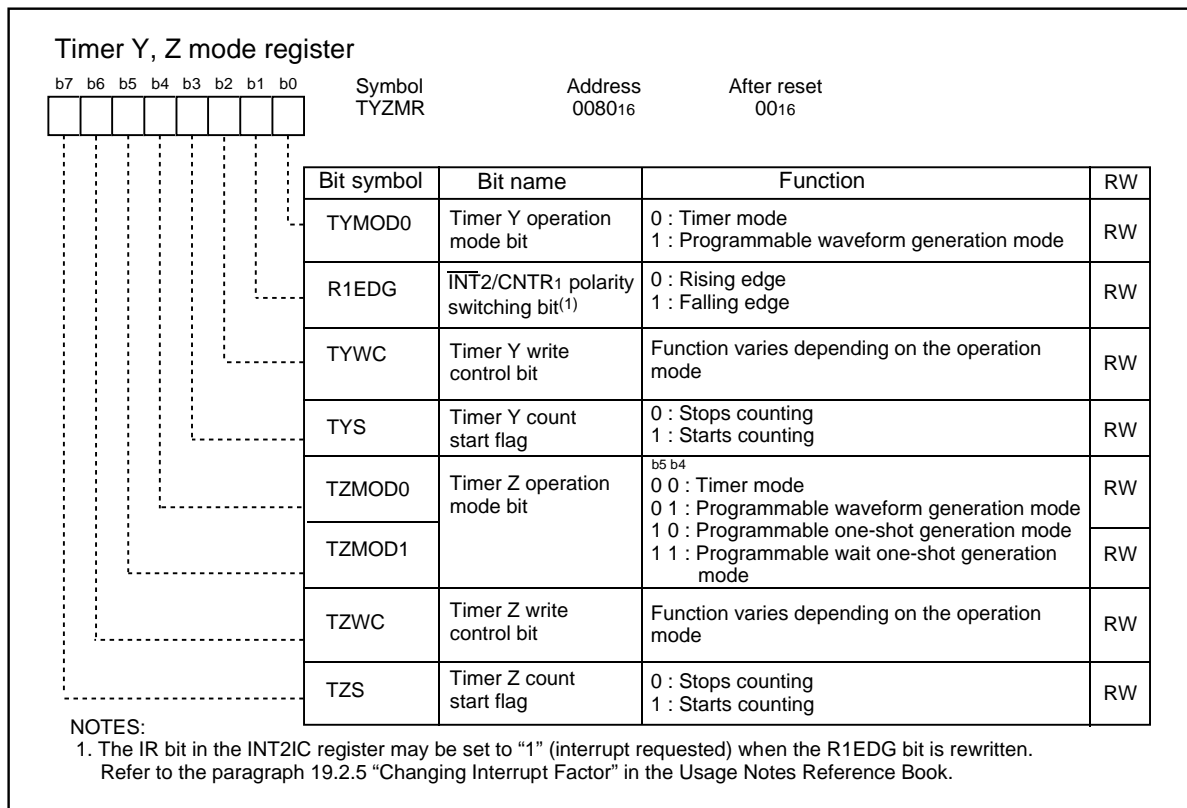 Timer Y, Z mode register
b7 b6 b5 b4 b3 b2 b1 b0
Symbol Address After reset
TYZMR 008016 0016
Bit symbol Bit name Function RW
TYMOD0 Timer Y operation mode bit 0 : Timer mode RW
1 : Programmable waveform generation mode
R1EDG INT2/CNTR1 polarity switching bit(1) 0 : Rising edge RW
1 : Falling edge
TYWC Timer Y write control bit Function varies depending on the operation mode RW
TYS Timer Y count start flag 0 : Stops counting RW
1 : Starts counting
TZMOD0 Timer Z operation mode bit b5 b4 RW
0 0 : Timer mode
0 1 : Programmable waveform generation mode
1 0 : Programmable one-shot generation mode
TZMOD1 1 1 : Programmable wait one-shot generation mode RW
TZWC Timer Z write control bit Function varies depending on the operation mode RW
TZS Timer Z count start flag 0 : Stops counting RW
1 : Starts counting
NOTES:
1. The IR bit in the INT2IC register may be set to “1” (interrupt requested) when the R1EDG bit is rewritten.
Refer to the paragraph 19.2.5 “Changing Interrupt Factor” in the Usage Notes Reference Book.